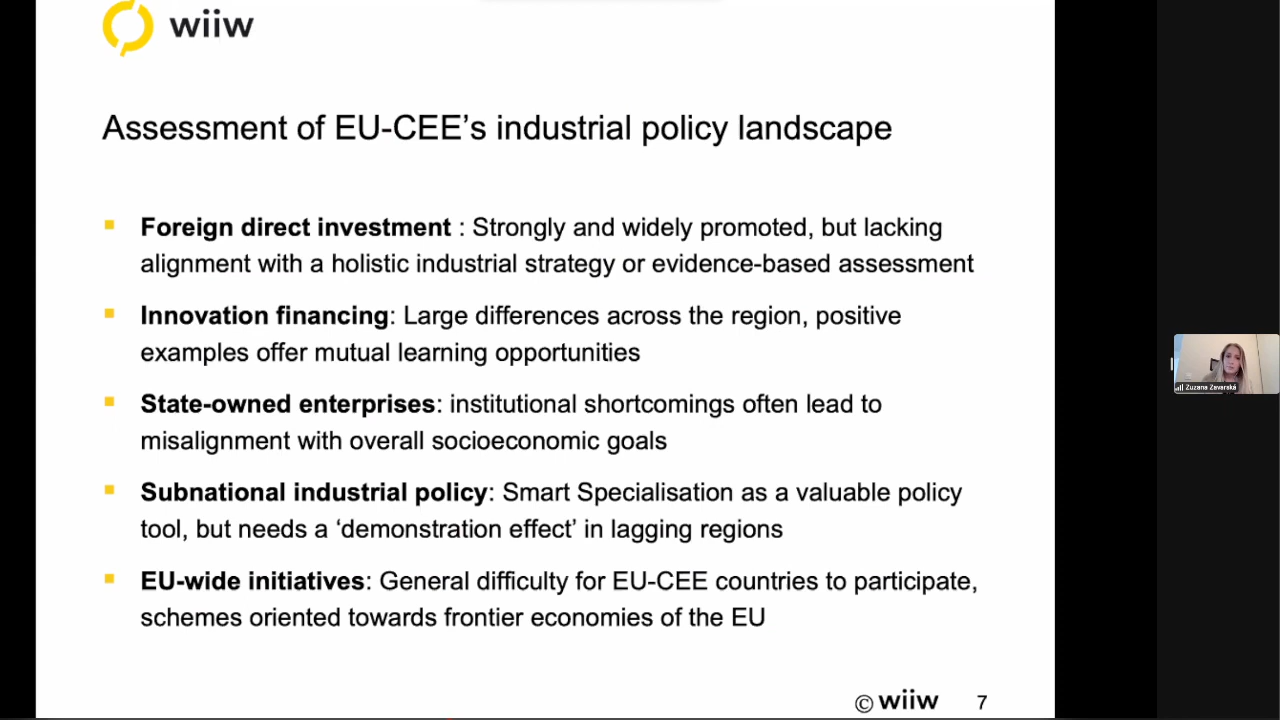 wiiw
Assessment of EU-CEE’s industrial policy landscape
▪ Foreign direct investment : Strongly and widely promoted, but lacking
alignment with a holistic industrial strategy or evidence-based assessment
▪ Innovation financing: Large differences across the region, positive
examples offer mutual learning opportunities
▪ State-owned enterprises: institutional shortcomings often lead to
misalignment with overall socioeconomic goals
▪ Subnational industrial policy: Smart Specialisation as a valuable policy
tool, but needs a ‘demonstration effect’ in lagging regions
▪ EU-wide initiatives: General difficulty for EU-CEE countries to participate,
schemes oriented towards frontier economies of the EU
© wiiw 7
Zuzana Zavarská